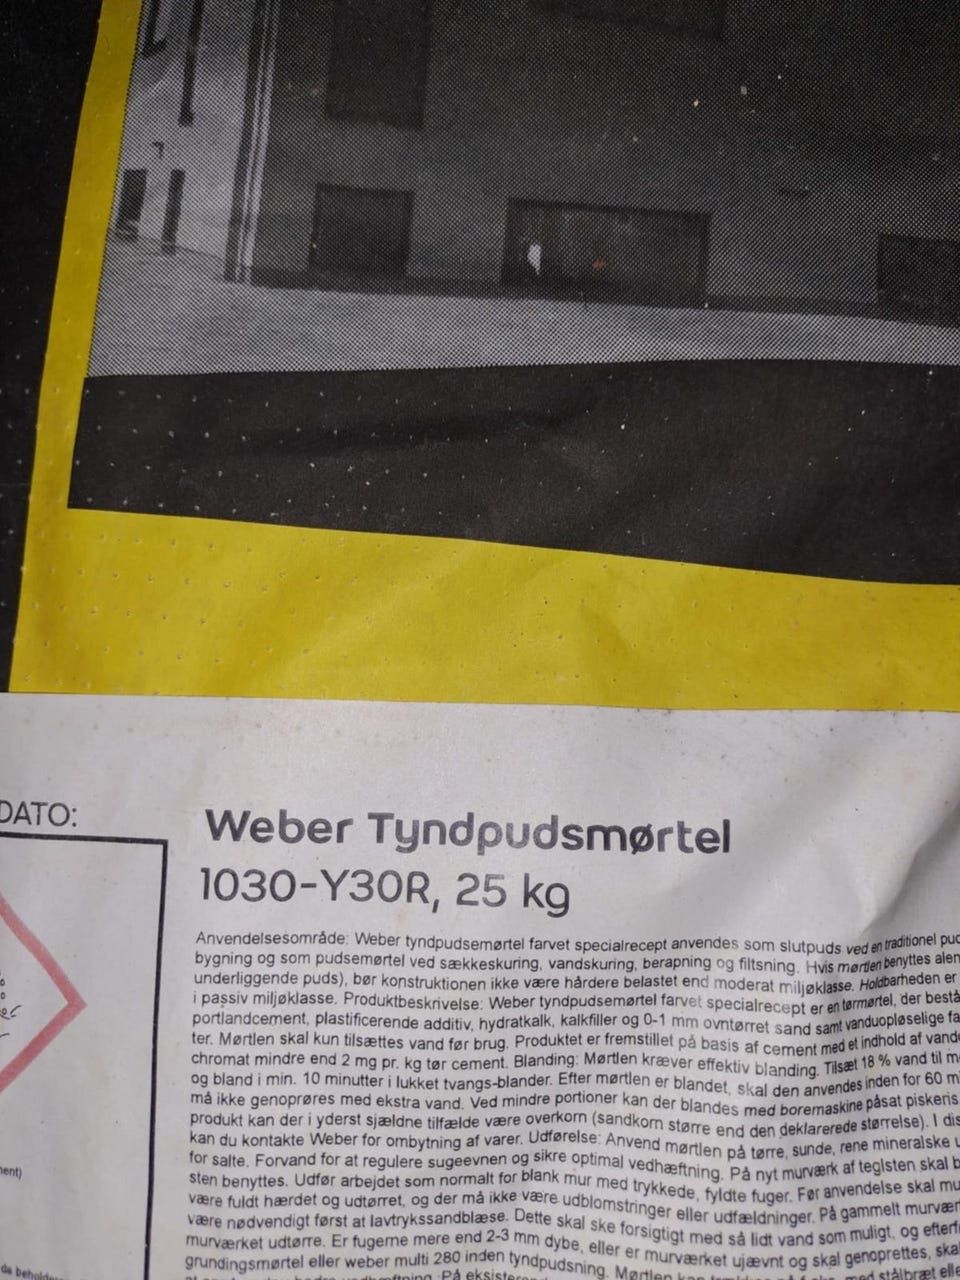 DATO:
Weber Tyndpudsmørtel
1030-Y30R, 25 kg
Anvendelsesområde: Weber tyndpudsemørtel farvet specialrecept anvendes som slutpuds ved en traditionel
bygning og som pudsemørtel ved sækkeskuring, vandskuring, berapning og filtsning. Hvis mørtlen benyttes
underliggende puds), bør konstruktionen ikke være hårdere belastet end moderat miljøklasse. Holdbarheden er
i passiv miljøklasse. Produktbeskrivelse: Weber tyndpudsemørtel farvet specialrecept er en tørmørtel, der
portlandcement, plastificerende additiv, hydratkalk, kalkfiller og 0-1 mm ovntørret sand samt vanduopløselige
ter. Mørtlen skal kun tilsættes vand før brug. Produktet er fremstillet på basis af cement med et indhold af
chromat mindre end 2 mg pr. kg tør cement. Blanding: Mørtlen kræver effektiv blanding. Tilsæt 18 % vand til
og bland i min. 10 minutter i lukket tvangs-blander. Efter mørtlen er blandet, skal den anvendes inden for 60
må ikke genoprøres med ekstra vand. Ved mindre portioner kan der blandes med boremaskine påsat
produkt kan der i yderst sjældne tilfælde være overkorn (sandkorn større end den deklarerede størrelse). I
kan du kontakte Weber for ombytning af varer. Udførelse: Anvend mørtlen på tørre, sunde, rene mineralske
for salte. Forvand for at regulere sugeevnen og sikre optimal vedhæftning. På nyt murværk af teglsten skal
sten benyttes. Udfør arbejdet som normalt for blank mur med trykkede, fyldte fuger. Før anvendelse skal
være fuldt hærdet og udtørret, og der må ikke være udblomstringer eller udfældninger. På gammelt
være nødvendigt først at lavtrykssandblæse. Dette skal ske forsigtigt med så lidt vand som muligt, og
murværket udtørre. Er fugerne mere end 2-3 mm dybe, eller er murværket ujævnt og skal genoprettes,
grundingsmørtel eller weber multi 280 inden tyndpudsning. Mørtlen